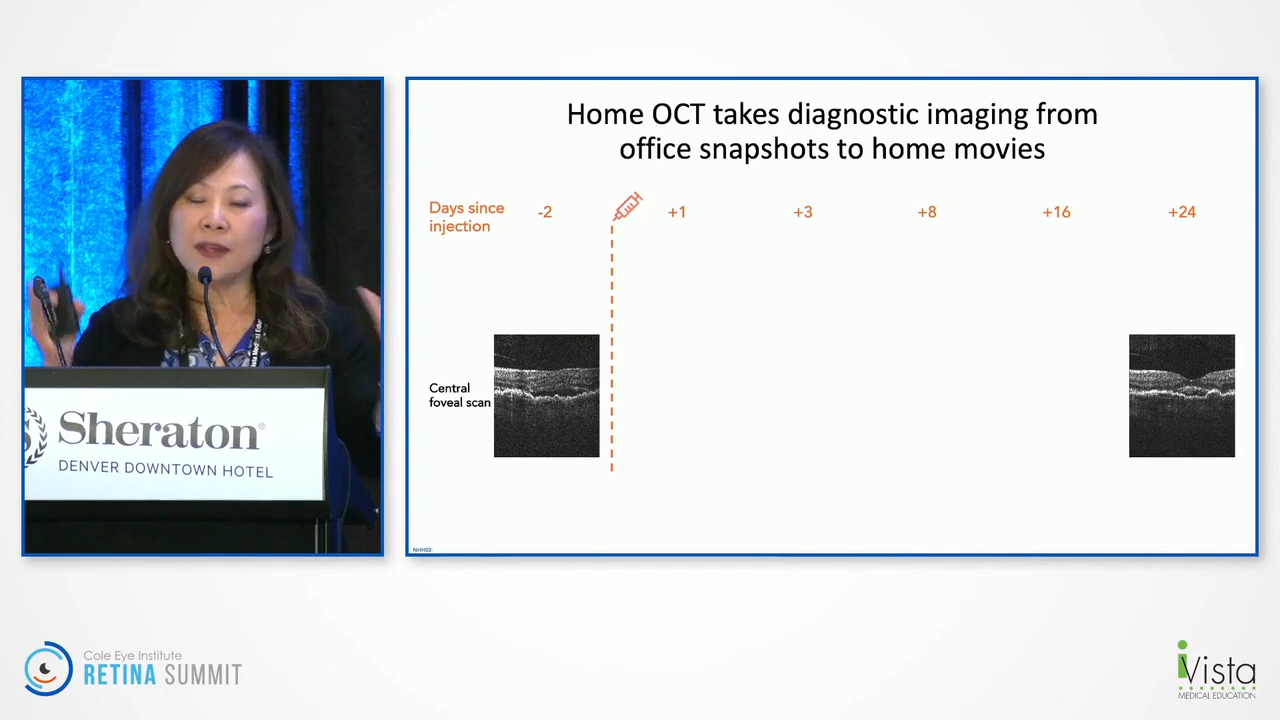 Home OCT takes diagnostic imaging from
office snapshots to home movies
Days since
injection
-2
+1
+3
+8
+16
+24
Central
foveal scan
NHH02-
Sheraton®
DENVER DOWNTOWN HOTEL
Cole Eye Institute
RETINA SUMMIT
iVista
MEDICAL EDUCATION